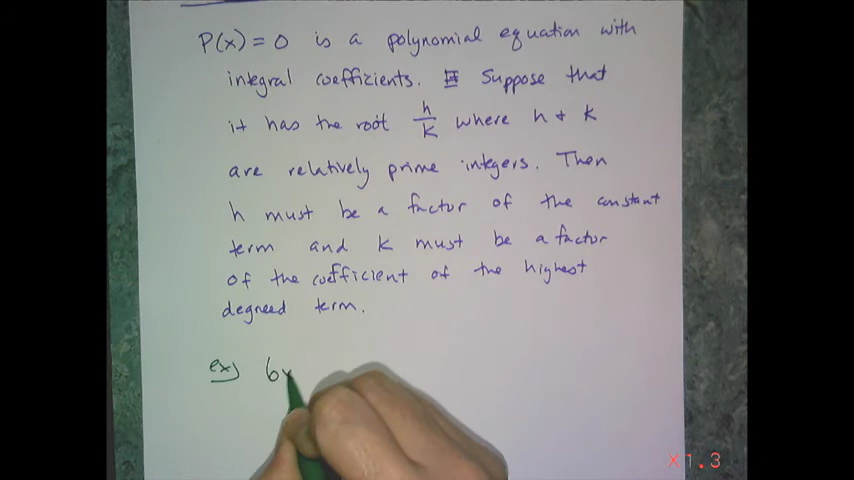 P(x) = 0 is a polynomial equation with
integral coefficients. Suppose that
it has the root h/k where h & k
are relatively prime integers. Then
h must be a factor of the constant
term and k must be a factor
of the coefficient of the highest
degreed term.
ex) 6x
X1.3